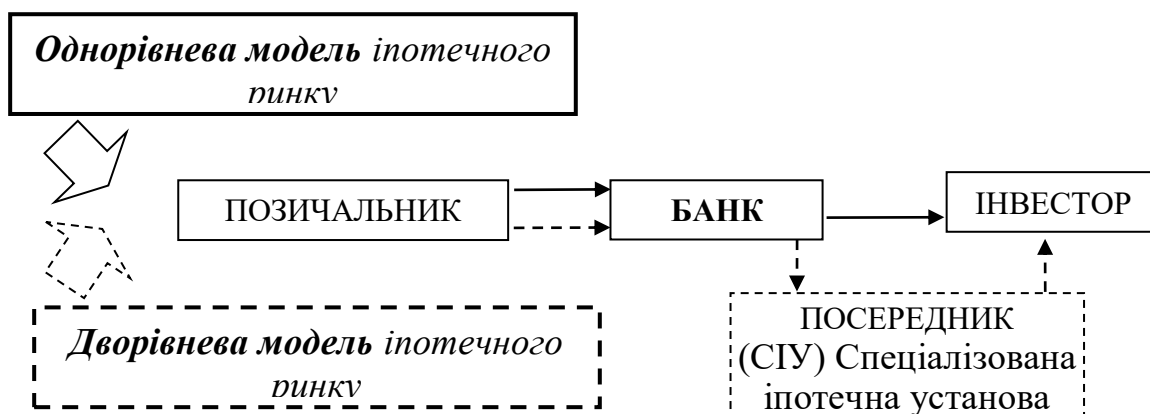 Однорівнева модель іпотечного
ринку
ПОЗИЧАЛЬНИК
БАНК
ІНВЕСТОР
Дворівнева модель іпотечного
ринку
ПОСЕРЕДНИК
(СІУ) Спеціалізована
іпотечна установа